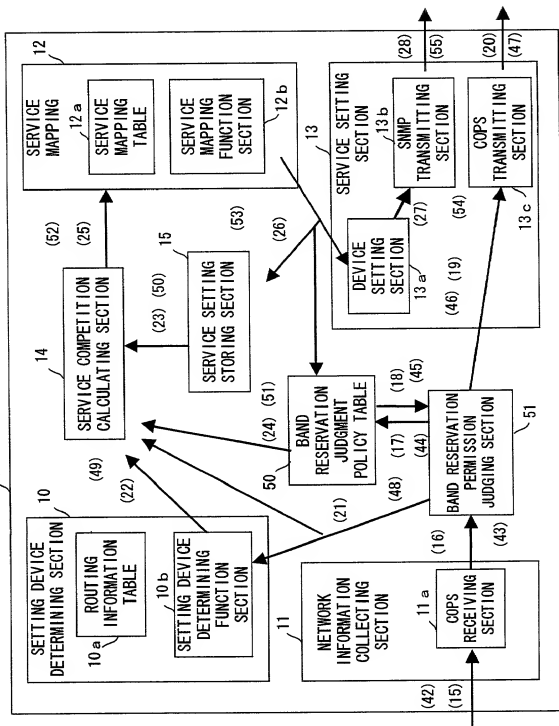 10
SETTING DEVICE
DETERMINING SECTION
ROUTING
INFORMATION
TABLE
10a
10b
SETTING DEVICE
DETERMINING
FUNCTION
SECTION
(49)
(22)
14
SERVICE COMPETITION
CALCULATING SECTION
(52)
(25)
12
SERVICE
MAPPING
12a
SERVICE
MAPPING
TABLE
SERVICE
MAPPING
FUNCTION
SECTION
12b
(23)
(50)
15
SERVICE SETTING
STORING SECTION
(53)
(26)
(24)
(51)
(21)
(48)
50
BAND
RESERVATION
JUDGMENT
POLICY TABLE
(17)
(44)
(18)
(45)
13
SERVICE SETTING
SECTION
DEVICE
SETTING
SECTION
13a
(27)
(54)
13b
SNMP
TRANSMITTING
SECTION
(28)
(55)
COPS
TRANSMITTING
SECTION
13c
(20)
(47)
(46)
(19)
11
NETWORK
INFORMATION
COLLECTING
SECTION
11a
COPS
RECEIVING
SECTION
(42)
(15)
(16)
(43)
BAND RESERVATION
PERMISSION
JUDGING SECTION
51